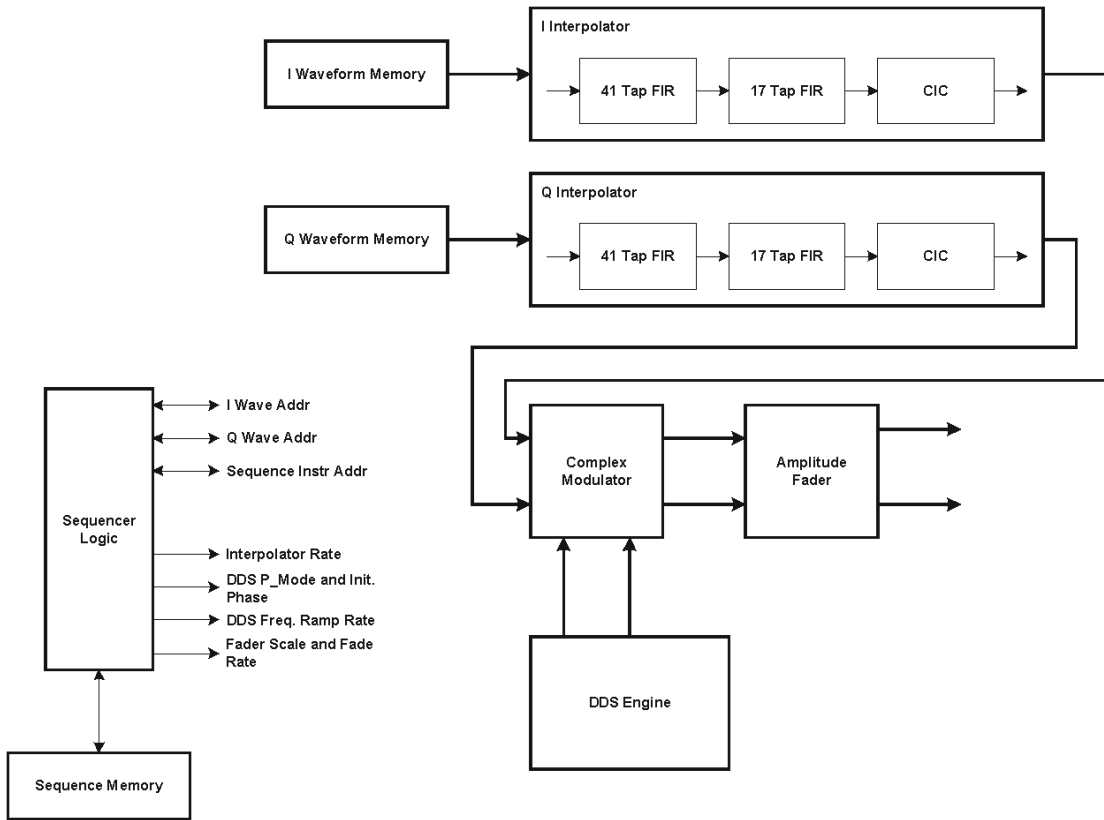 I Interpolator
I Waveform Memory
41 Tap FIR
17 Tap FIR
CIC
Q Interpolator
Q Waveform Memory
41 Tap FIR
17 Tap FIR
CIC
Sequencer
Logic
I Wave Addr
Q Wave Addr
Sequence Instr Addr
Interpolator Rate
DDS P_Mode and Init.
Phase
DDS Freq. Ramp Rate
Fader Scale and Fade
Rate
Complex
Modulator
Amplitude
Fader
DDS Engine
Sequence Memory